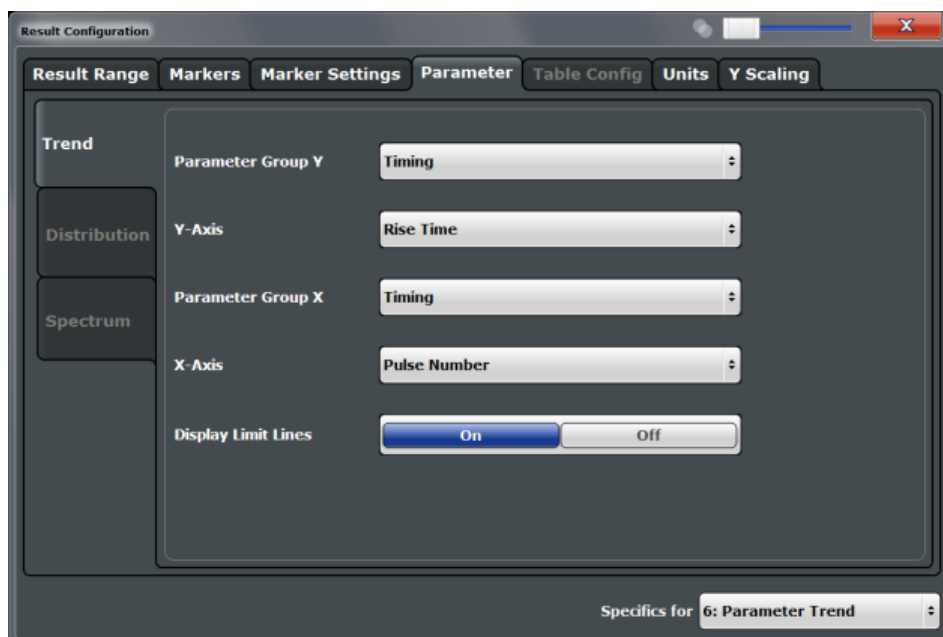 Result Configuration
X
Result Range Markers Marker Settings Parameter Table Config Units Y Scaling
Trend
Distribution
Spectrum
Parameter Group Y Timing
Y-Axis Rise Time
Parameter Group X Timing
X-Axis Pulse Number
Display Limit Lines On Off
Specifics for 6: Parameter Trend